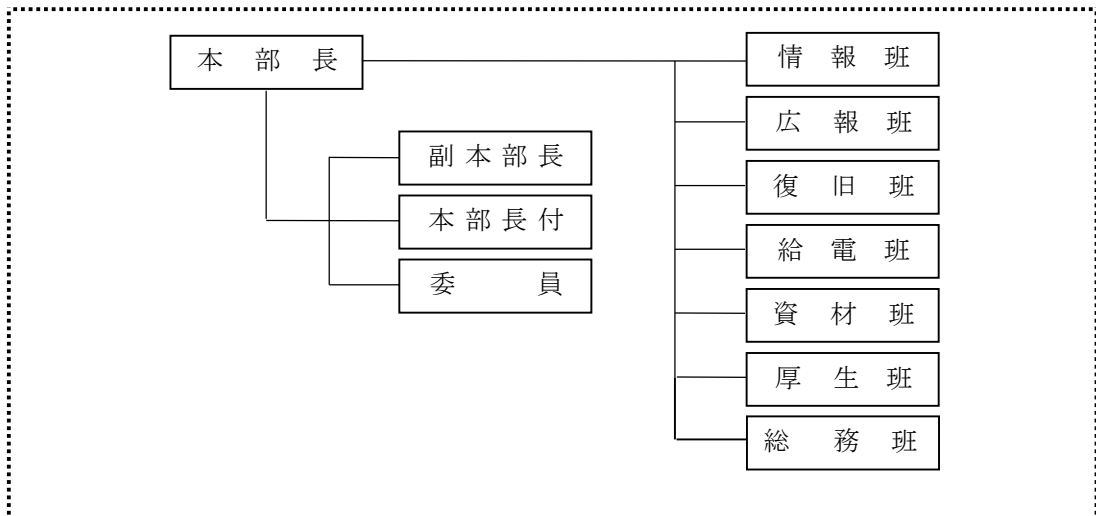 本部長
副本部長
本部長付
委員
情報班
広報班
復旧班
給電班
資材班
厚生班
総務班